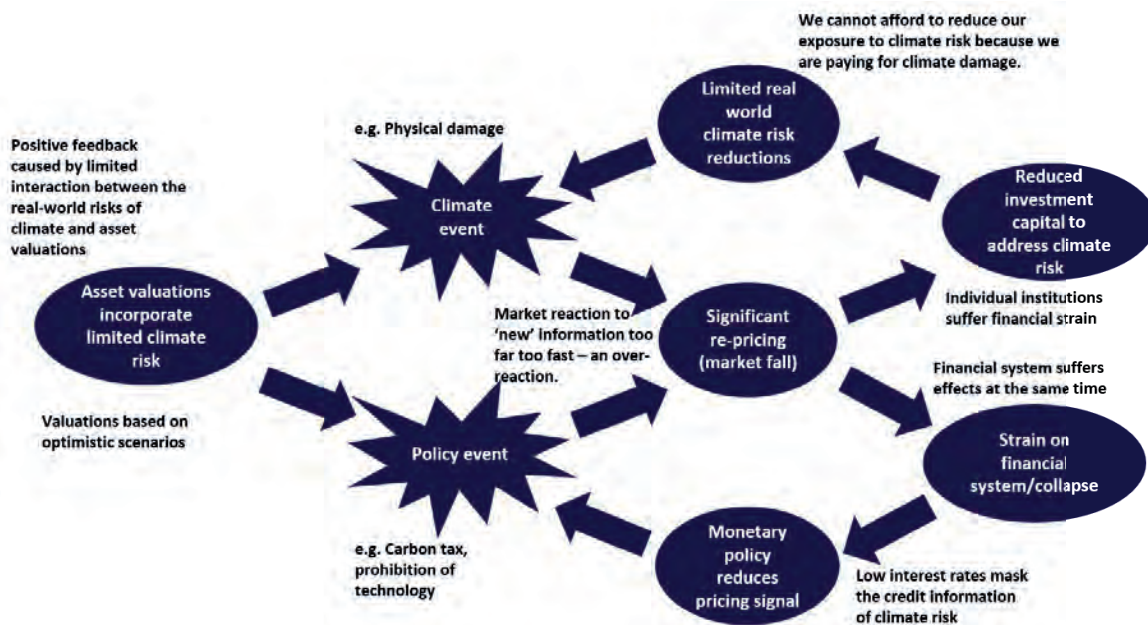 We cannot afford to reduce our
exposure to climate risk because we
are paying for climate damage.
Limited real
world
climate risk
reductions
e.g. Physical damage
Positive feedback
caused by limited
interaction between the
real-world risks of
climate and asset
valuations
Climate
event
Reduced
investment
capital to
address climate
risk
Asset valuations
incorporate
limited climate
risk
Market reaction to
‘new’ information too
far too fast – an over-
reaction.
Significant
re-pricing
(market fall)
Individual institutions
suffer financial strain
Financial system suffers
effects at the same time
Valuations based on
optimistic scenarios
Policy event
Strain on
financial
system/collapse
e.g. Carbon tax,
prohibition of
technology
Monetary
policy
reduces
pricing signal
Low interest rates mask
the credit information
of climate risk